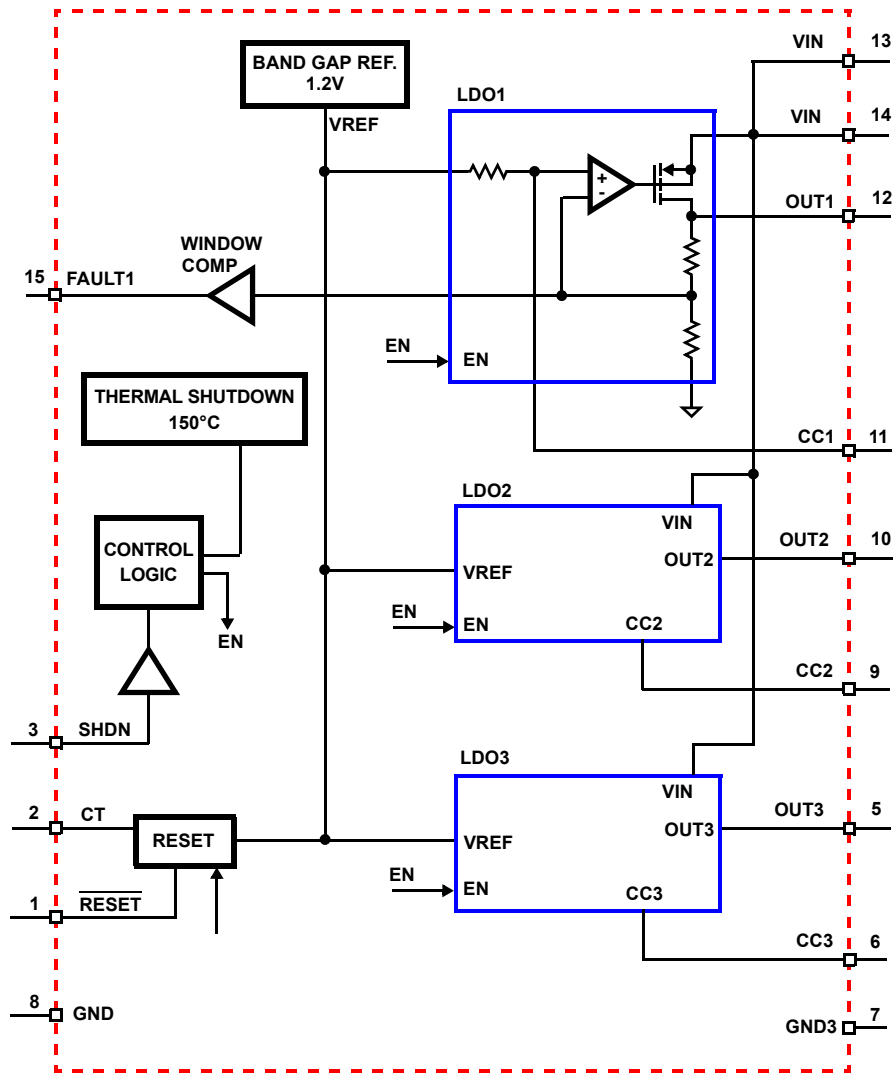 VIN 13
BAND GAP REF.
1.2V
LDO1
VIN 14
VREF
+
-
OUT1 12
WINDOW
COMP
15 FAULT1
EN
EN
THERMAL SHUTDOWN
150°C
CC1 11
LDO2
VIN
CONTROL
LOGIC
VREF
OUT2
OUT2 10
EN
EN
EN
CC2
CC2 9
3 SHDN
LDO3
VIN
2 CT
RESET
VREF
OUT3
OUT3 5
EN
EN
CC3
1 RESET
CC3 6
8 GND
GND3 7